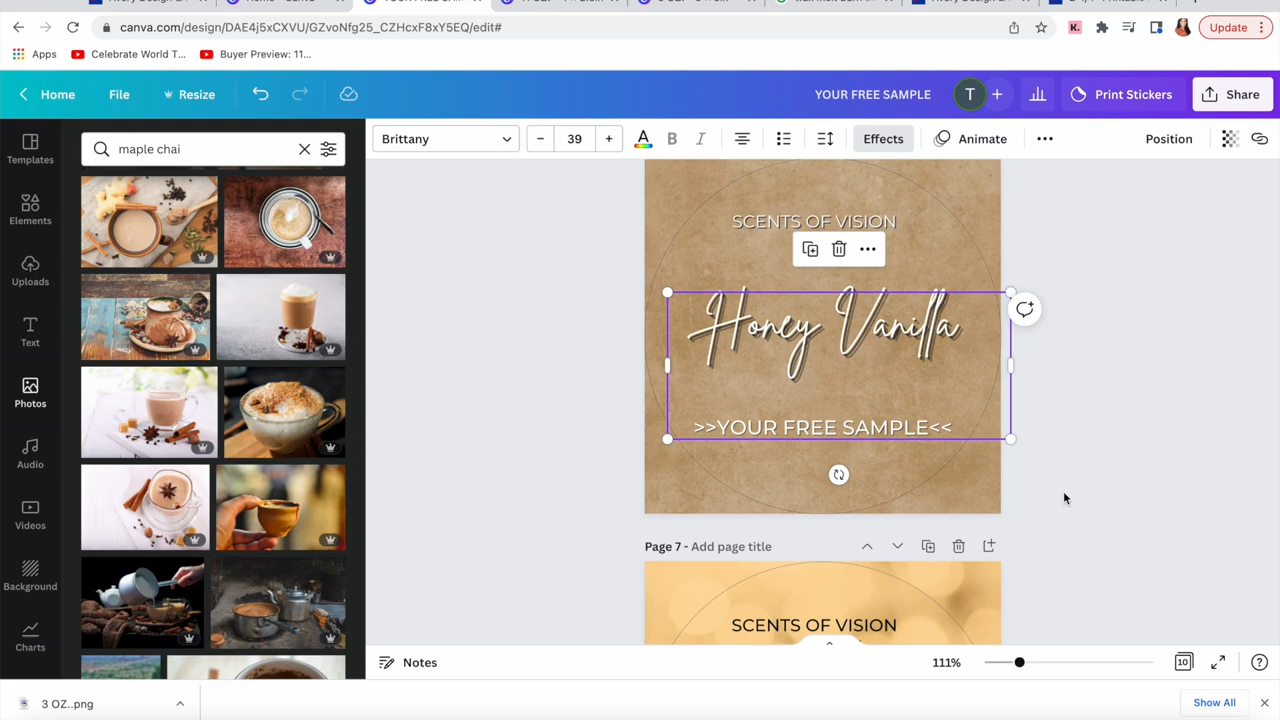 canva.com/design/DAE4j5xCXVU/GZvoNfg25_CZHcxF8xY5EQ/edit#
K.
Update
Apps
Celebrate World T...
Buyer Preview: 11...
Home
File
Resize
YOUR FREE SAMPLE
T
Print Stickers
Share
Templates
Elements
Uploads
Text
Photos
Audio
Videos
Background
Charts
maple chai
Brittany
39
A
B
I
Effects
Animate
Position
SCENTS OF VISION
Honey Vanilla
>>YOUR FREE SAMPLE<<
Page 7 - Add page title
SCENTS OF VISION
Notes
111%
10
3 OZ..png
Show All